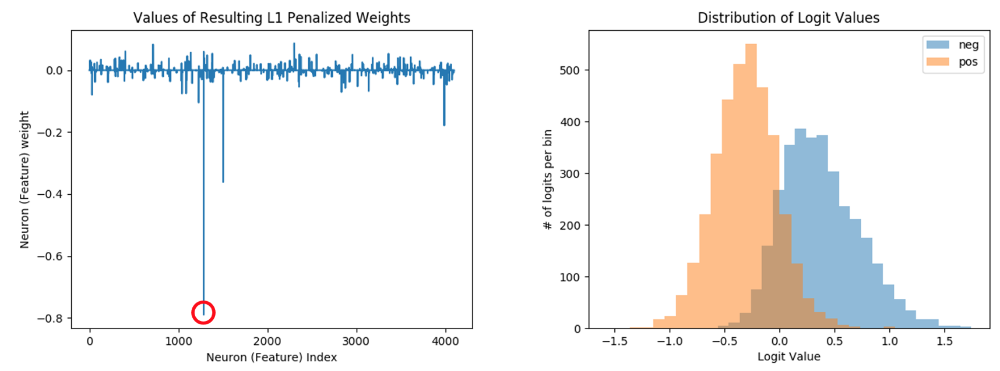 Values of Resulting L1 Penalized Weights
0.0
−0.2
−0.4
−0.6
−0.8
Neuron (Feature) weight
0 1000 2000 3000 4000
Neuron (Feature) Index
Distribution of Logit Values
neg
pos
500
400
300
200
100
0
# of logits per bin
−1.5 −1.0 −0.5 0.0 0.5 1.0 1.5
Logit Value